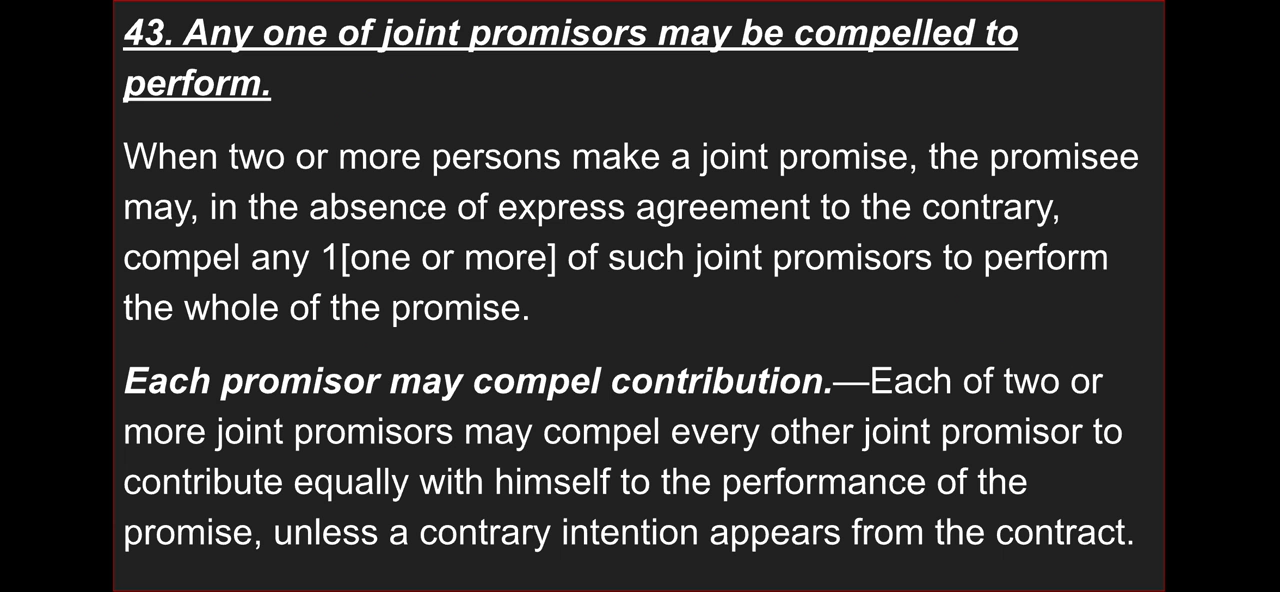 43. Any one of joint promisors may be compelled to
perform.
When two or more persons make a joint promise, the promisee
may, in the absence of express agreement to the contrary,
compel any 1[one or more] of such joint promisors to perform
the whole of the promise.
Each promisor may compel contribution.—Each of two or
more joint promisors may compel every other joint promisor to
contribute equally with himself to the performance of the
promise, unless a contrary intention appears from the contract.